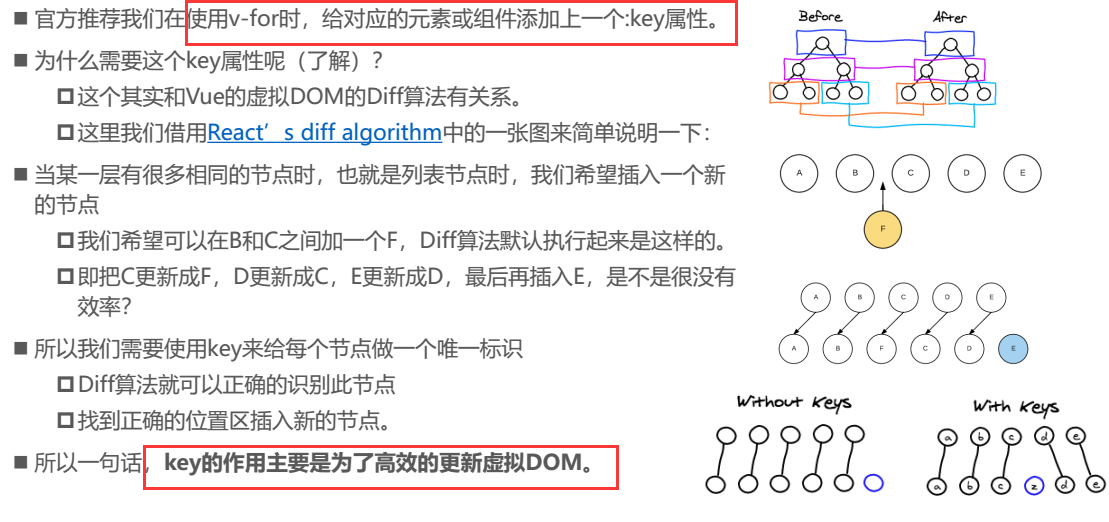 ■ 官方推荐我们在使用v-for时，给对应的元素或组件添加上一个:key属性。
■ 为什么需要这个key属性呢（了解）？
这个其实和Vue的虚拟DOM的Diff算法有关系。
这里我们借用React’s diff algorithm中的一张图来简单说明一下：
■ 当某一层有很多相同的节点时，也就是列表节点时，我们希望插入一个新
的节点
我们希望可以在B和C之间加一个F，Diff算法默认执行起来是这样的。
即把C更新成F，D更新成C，E更新成D，最后再插入E，是不是很没有
效率？
■ 所以我们需要使用key来给每个节点做一个唯一标识
Diff算法就可以正确的识别此节点
找到正确的位置区插入新的节点。
■ 所以一句话，key的作用主要是为了高效的更新虚拟DOM。
Before After
A B C D E
F
A B C D E
A B F C D E
Without Keys
With Keys
a b c d e
a b c z d e